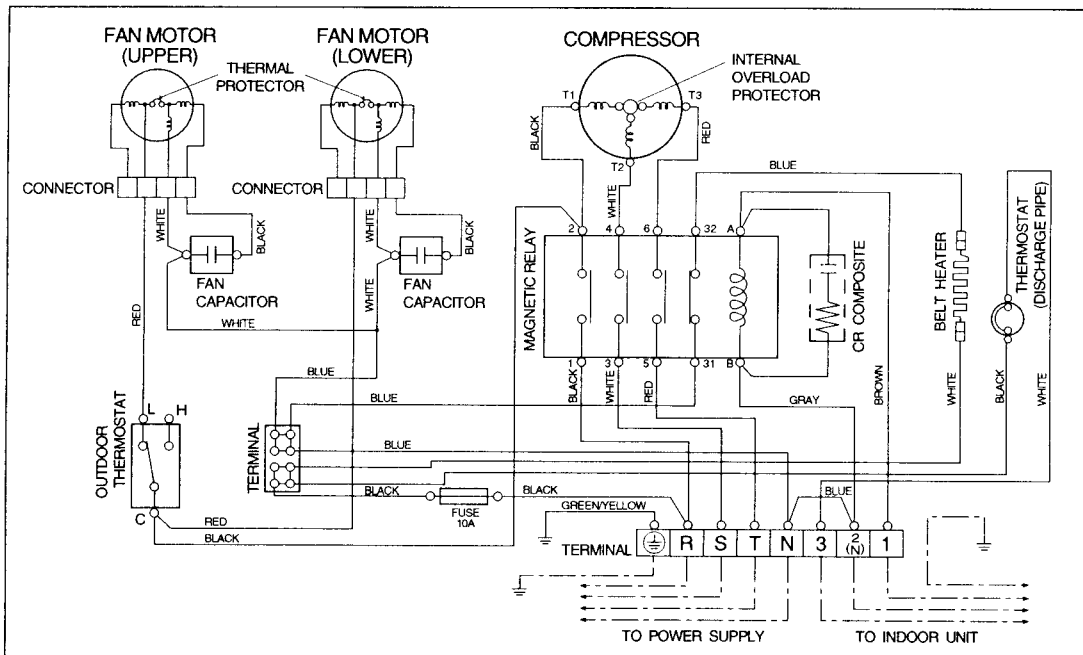 FAN MOTOR
(UPPER)
FAN MOTOR
(LOWER)
COMPRESSOR
THERMAL
PROTECTOR
INTERNAL
OVERLOAD
PROTECTOR
T1
T3
T2
BLACK
WHITE
RED
BLUE
CONNECTOR
CONNECTOR
WHITE
BLACK
WHITE
BLACK
FAN
CAPACITOR
FAN
CAPACITOR
RED
WHITE
WHITE
MAGNETIC RELAY
2
4
6
32
A
1
3
5
31
B
CR COMPOSITE
BELT HEATER
THERMOSTAT
(DISCHARGE PIPE)
BLACK
WHITE
RED
GRAY
BROWN
WHITE
BLACK
WHITE
BLUE
BLUE
BLUE
L
H
C
OUTDOOR
THERMOSTAT
TERMINAL
BLACK
FUSE
10A
BLACK
RED
BLACK
GREEN/YELLOW
BLUE
TERMINAL
R
S
T
N
3
2
(N)
1
TO POWER SUPPLY
TO INDOOR UNIT